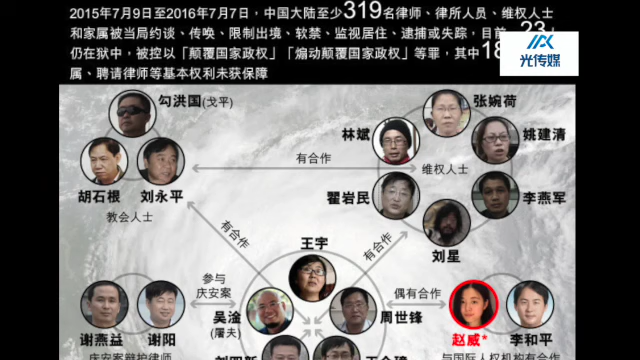 2015年7月9日至2016年7月7日，中国大陆至少319名律师、律所人员、维权人士
和家属被当局约谈、传唤、限制出境、软禁、监视居住、逮捕或失踪，目前 23人
仍在狱中，被控以「颠覆国家政权」「煽动颠覆国家政权」等罪，其中18
属、聘请律师等基本权利未获保障
光传媒
勾洪国(戈平)
张婉荷
林斌
姚建清
有合作
维权人士
胡石根 刘永平
教会人士
翟岩民
李燕军
刘星
有合作
有合作
王宇
参与
庆安案
偶有合作
吴淦
(屠夫)
周世锋
谢燕益 谢阳
赵威* 李和平
庆安案辩护律师
与国际人权机构有合作
刘四新
王全璋